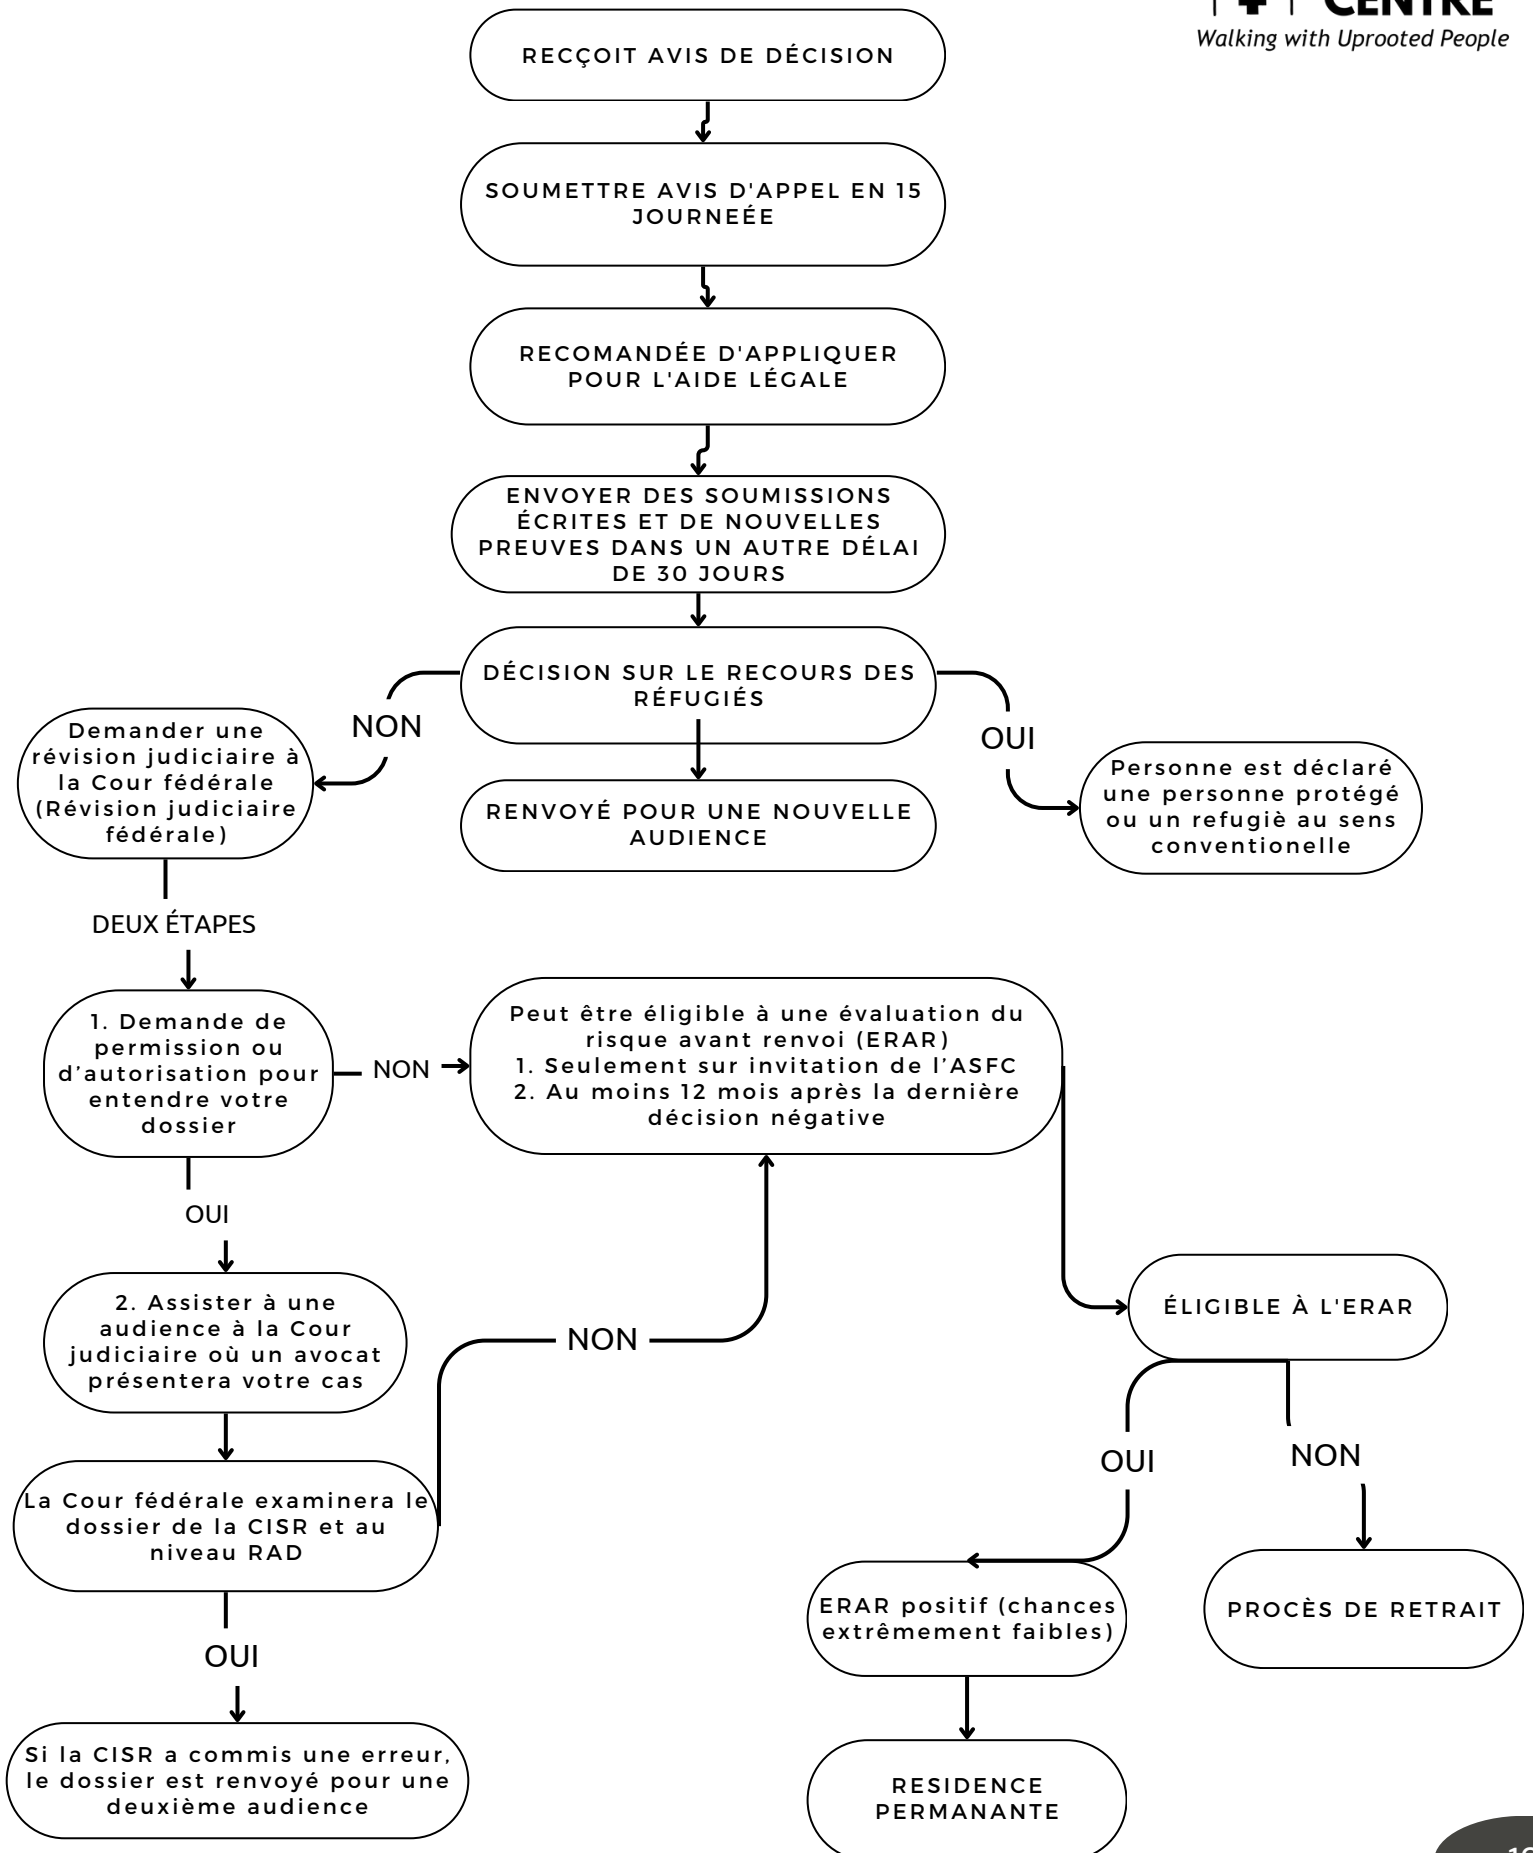 CENTRE
Walking with Uprooted People
RECÇOIT AVIS DE DÉCISION
SOUMETTRE AVIS D'APPEL EN 15
JOURNEÉE
RECOMANDÉE D'APPLIQUER
POUR L'AIDE LÉGALE
ENVOYER DES SOUMISSIONS
ÉCRITES ET DE NOUVELLES
PREUVES DANS UN AUTRE DÉLAI
DE 30 JOURS
DÉCISION SUR LE RECOURS DES
RÉFUGIÉS
NON
OUI
Demander une
révision judiciaire à
la Cour fédérale
(Révision judiciaire
fédérale)
RENVOYÉ POUR UNE NOUVELLE
AUDIENCE
Personne est déclaré
une personne protégé
ou un refugiè au sens
conventionelle
DEUX ÉTAPES
1. Demande de
permission ou
d’autorisation pour
entendre votre
dossier
NON
Peut être éligible à une évaluation du
risque avant renvoi (ERAR)
1. Seulement sur invitation de l’ASFC
2. Au moins 12 mois après la dernière
décision négative
OUI
2. Assister à une
audience à la Cour
judiciaire où un avocat
présentera votre cas
NON
ÉLIGIBLE À L'ERAR
La Cour fédérale examinera le
dossier de la CISR et au
niveau RAD
OUI
NON
ERAR positif (chances
extrêmement faibles)
PROCÈS DE RETRAIT
OUI
Si la CISR a commis une erreur,
le dossier est renvoyé pour une
deuxième audience
RESIDENCE
PERMANANTE